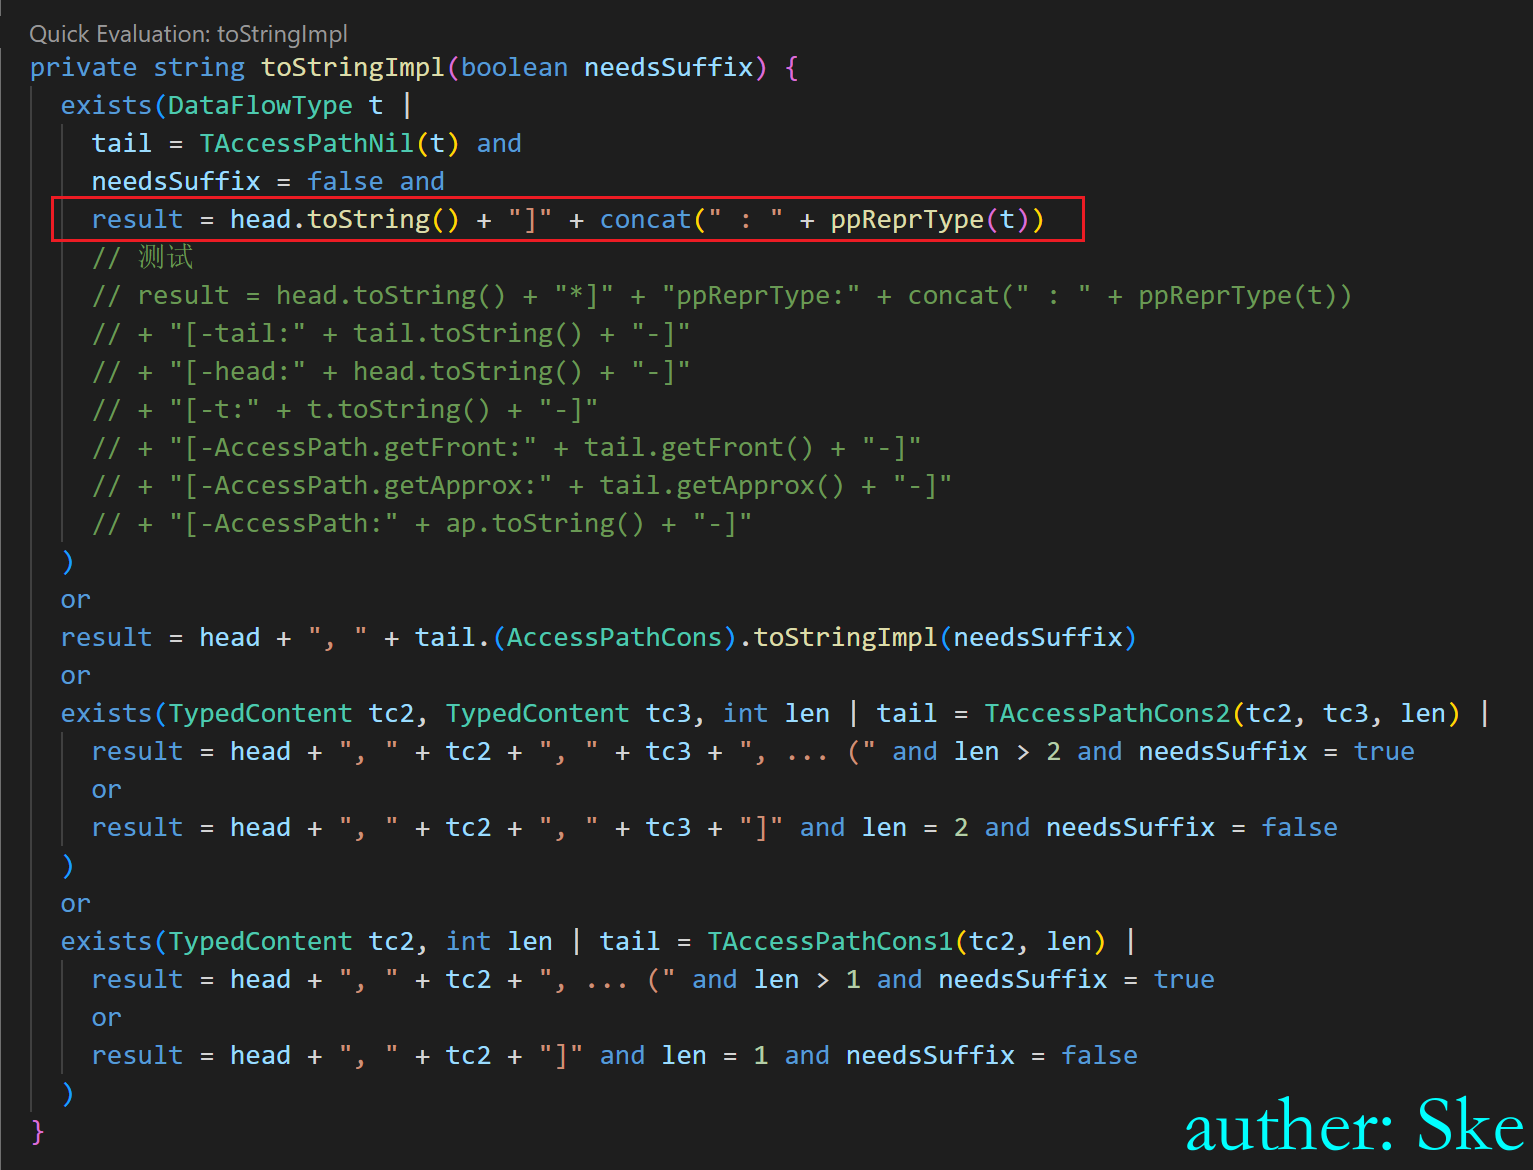 Quick Evaluation: toStringImpl
private string toStringImpl(boolean needsSuffix) {
exists(DataFlowType t |
tail = TAccessPathNil(t) and
needsSuffix = false and
result = head.toString() + "]" + concat(" : " + ppReprType(t))
// 测试
// result = head.toString() + "*]" + "ppReprType:" + concat(" : " + ppReprType(t))
// + "[-tail:" + tail.toString() + "-]"
// + "[-head:" + head.toString() + "-]"
// + "[-t:" + t.toString() + "-]"
// + "[-AccessPath.getFront:" + tail.getFront() + "-]"
// + "[-AccessPath.getApprox:" + tail.getApprox() + "-]"
// + "[-AccessPath:" + ap.toString() + "-]"
)
or
result = head + ", " + tail.(AccessPathCons).toStringImpl(needsSuffix)
or
exists(TypedContent tc2, TypedContent tc3, int len | tail = TAccessPathCons2(tc2, tc3, len) |
result = head + ", " + tc2 + ", " + tc3 + ", ... (" and len > 2 and needsSuffix = true
or
result = head + ", " + tc2 + ", " + tc3 + "]" and len = 2 and needsSuffix = false
)
or
exists(TypedContent tc2, int len | tail = TAccessPathCons1(tc2, len) |
result = head + ", " + tc2 + ", ... (" and len > 1 and needsSuffix = true
or
result = head + ", " + tc2 + "]" and len = 1 and needsSuffix = false
)
}
auther: Ske